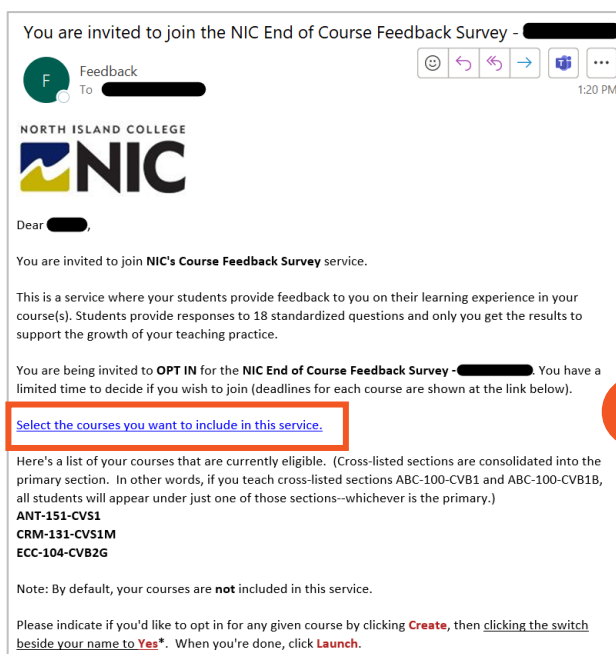 You are invited to join the NIC End of Course Feedback Survey -
F
Feedback
To
1:20 PM
NORTH ISLAND COLLEGE
NIC
Dear ,
You are invited to join NIC's Course Feedback Survey service.
This is a service where your students provide feedback to you on their learning experience in your
course(s). Students provide responses to 18 standardized questions and only you get the results to
support the growth of your teaching practice.
You are being invited to OPT IN for the NIC End of Course Feedback Survey - . You have a
limited time to decide if you wish to join (deadlines for each course are shown at the link below).
Select the courses you want to include in this service.
Here's a list of your courses that are currently eligible. (Cross-listed sections are consolidated into the
primary section. In other words, if you teach cross-listed sections ABC-100-CVB1 and ABC-100-CVB1B,
all students will appear under just one of those sections--whichever is the primary.)
ANT-151-CVS1
CRM-131-CVS1M
ECC-104-CVB2G
Note: By default, your courses are not included in this service.
Please indicate if you'd like to opt in for any given course by clicking Create, then clicking the switch
beside your name to Yes*. When you're done, click Launch.